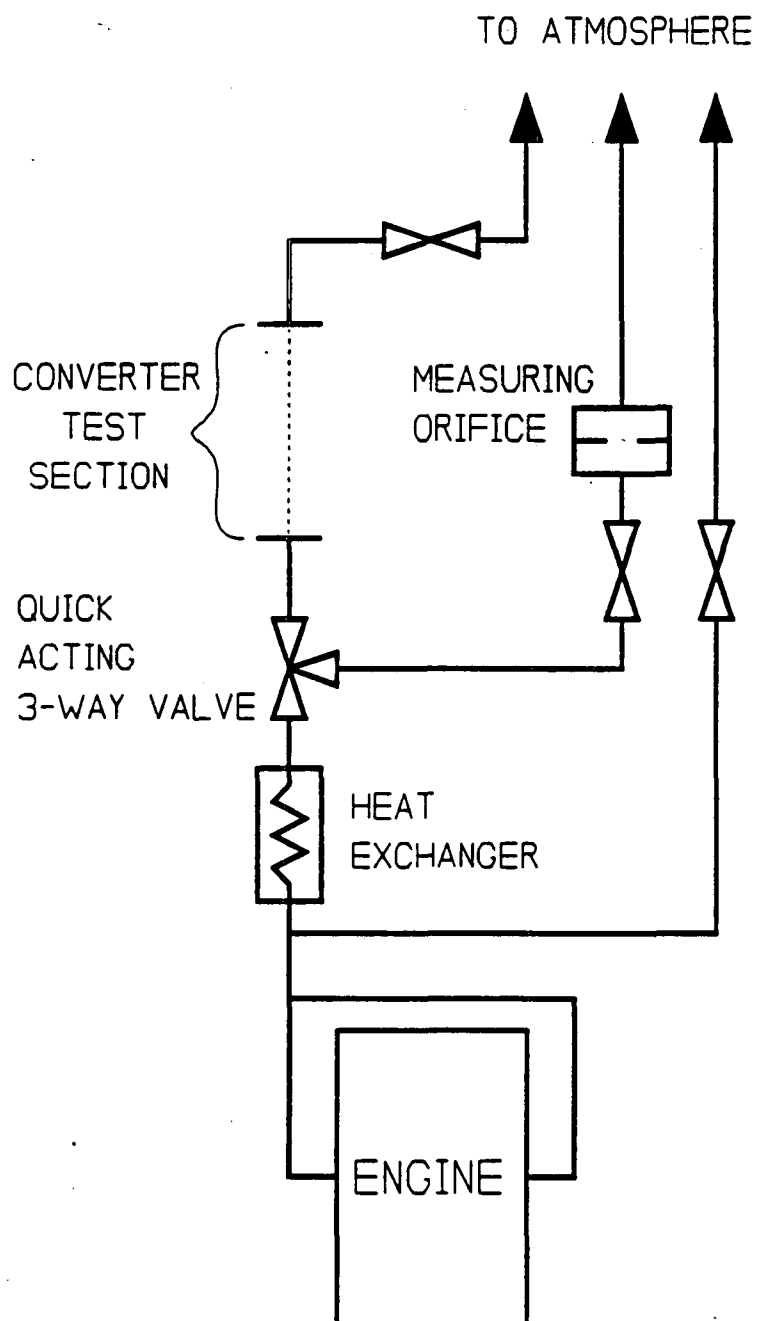 TO ATMOSPHERE
CONVERTER
TEST
SECTION
MEASURING
ORIFICE
QUICK
ACTING
3-WAY VALVE
HEAT
EXCHANGER
ENGINE